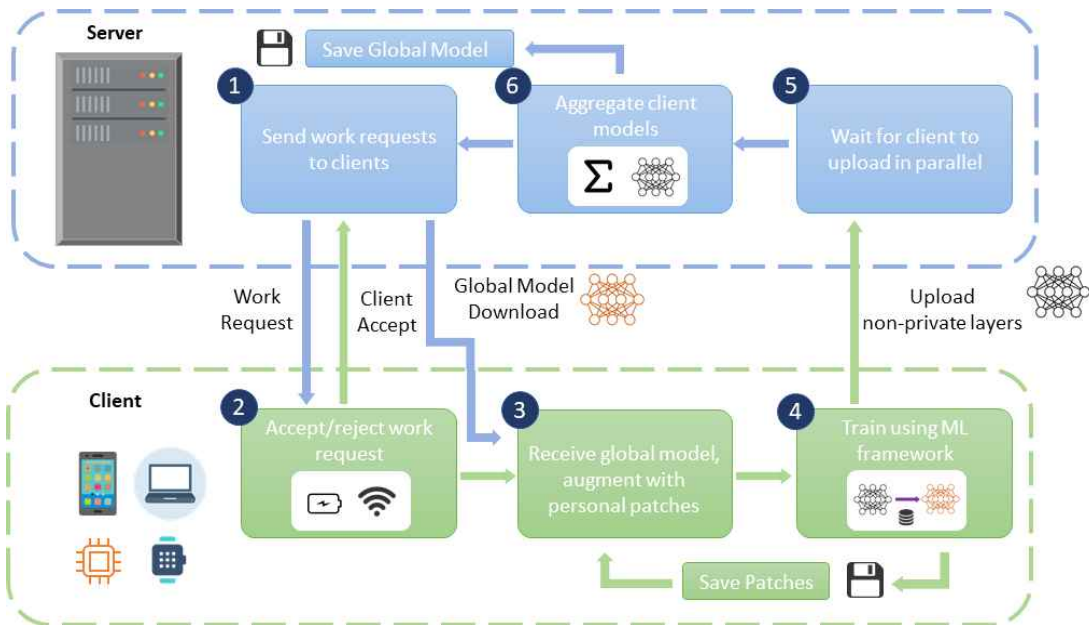 Server
Save Global Model
1
Send work requests
to clients
6
Aggregate client
models
Σ
5
Wait for client to
upload in parallel
Work
Request
Client
Accept
Global Model
Download
Upload
non-private layers
Client
2
Accept/reject work
request
3
Receive global model,
augment with
personal patches
4
Train using ML
framework
Save Patches